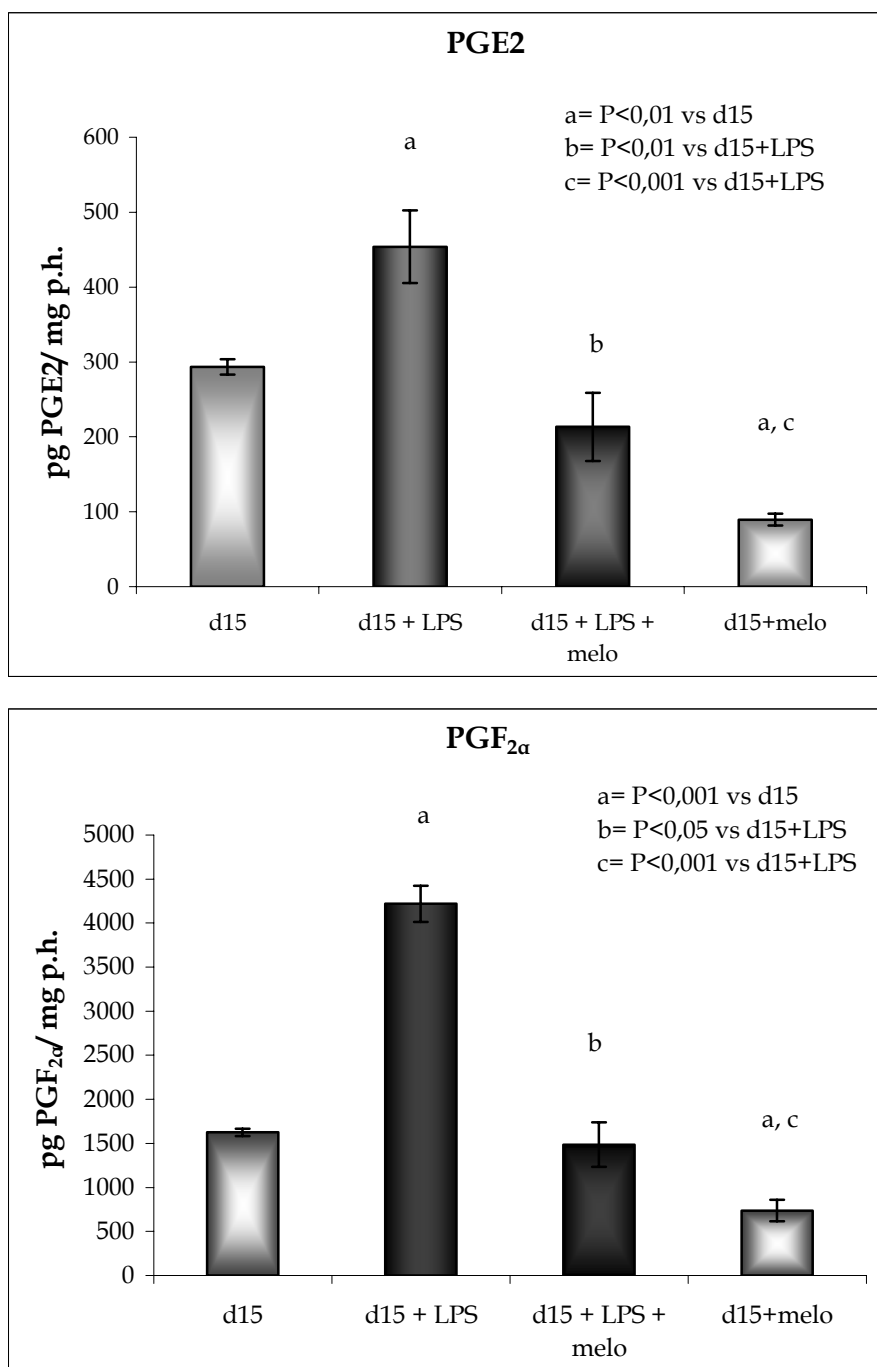 PGE2
a= P<0,01 vs d15
b= P<0,01 vs d15+LPS
c= P<0,001 vs d15+LPS
pg PGE2/ mg p.h.
600
500
400
300
200
100
0
a
b
a, c
d15
d15 + LPS
d15 + LPS +
melo
d15+melo
PGF2α
a= P<0,001 vs d15
b= P<0,05 vs d15+LPS
c= P<0,001 vs d15+LPS
pg PGF2α/ mg p.h.
5000
4500
4000
3500
3000
2500
2000
1500
1000
500
0
a
b
a, c
d15
d15 + LPS
d15 + LPS +
melo
d15+melo